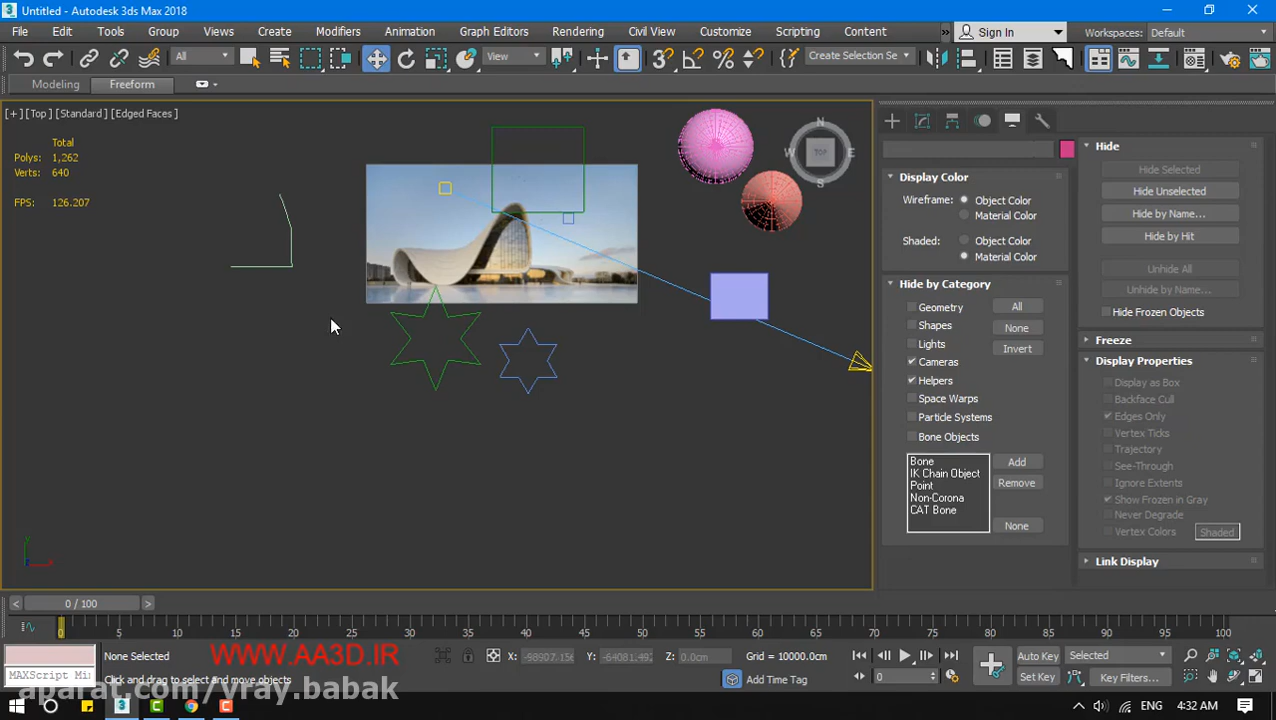 Untitled - Autodesk 3ds Max 2018
File Edit Tools Group Views Create Modifiers Animation Graph Editors Rendering Civil View Customize Scripting Content » Sign In Workspaces: Default
All View Create Selection Se
Modeling Freeform
[+] [Top] [Standard] [Edged Faces]
Total
Polys: 1,262
Verts: 640
FPS: 126.207
N
W TOP E
S
Display Color
Wireframe: Object Color
Material Color
Shaded: Object Color
Material Color
Hide by Category
Geometry All
Shapes None
Lights Invert
Cameras
Helpers
Space Warps
Particle Systems
Bone Objects
Bone Add
IK Chain Object
Point Remove
Non-Corona
CAT Bone
None
Hide
Hide Selected
Hide Unselected
Hide by Name...
Hide by Hit
Unhide All
Unhide by Name...
Hide Frozen Objects
Freeze
Display Properties
Display as Box
Backface Cull
Edges Only
Vertex Ticks
Trajectory
See-Through
Ignore Extents
Show Frozen in Gray
Never Degrade
Vertex Colors Shaded
Link Display
y
x
< 0 / 100 >
0 5 10 15 20 25 30 35 40 45 50 55 60 65 70 75 80 85 90 95 100
None Selected WWW.AA3D.IR X: -98907.156 Y: -64081.492 Z: 0.0cm Grid = 10000.0cm Auto Key Selected
MAXScript Mi Click and drag to select and move objects Add Time Tag 0 Set Key Key Filters...
aparat.com/vray.babak
ENG 4:32 AM